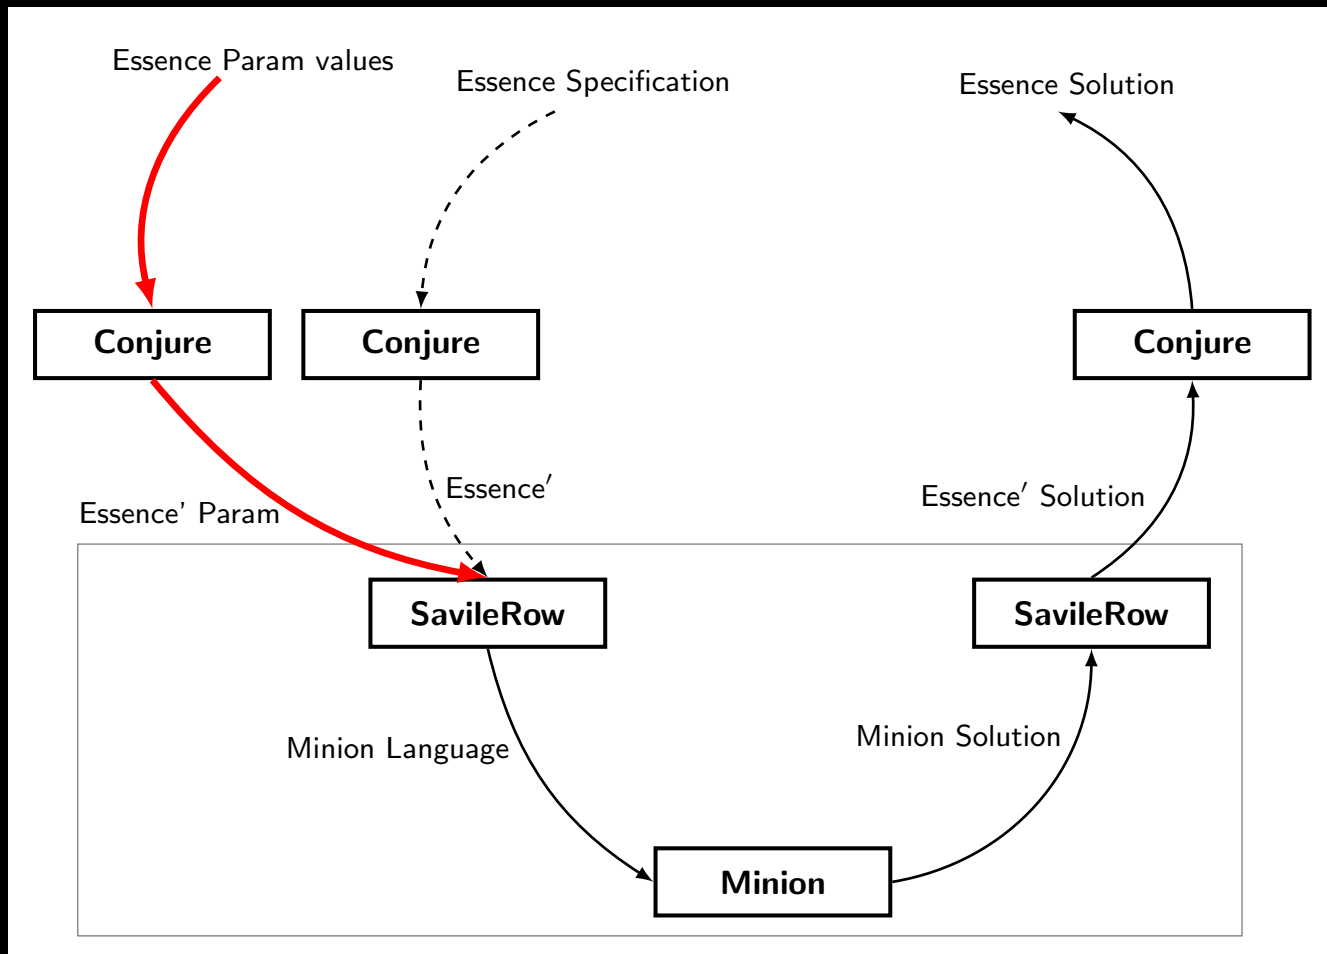 Essence Param values
Essence Specification
Essence Solution
Conjure
Conjure
Conjure
Essence′
Essence′ Solution
Essence’ Param
SavileRow
SavileRow
Minion Language
Minion Solution
Minion